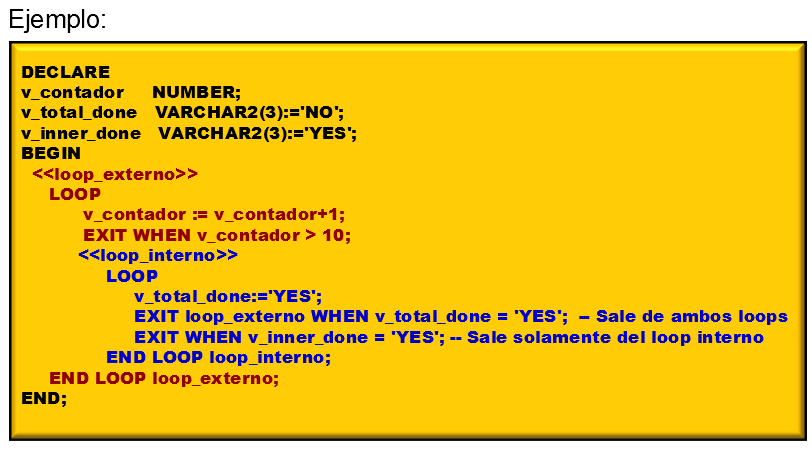 Ejemplo:
DECLARE
v_contador NUMBER;
v_total_done VARCHAR2(3):='NO';
v_inner_done VARCHAR2(3):='YES';
BEGIN
<<loop_externo>>
LOOP
v_contador := v_contador+1;
EXIT WHEN v_contador > 10;
<<loop_interno>>
LOOP
v_total_done:='YES';
EXIT loop_externo WHEN v_total_done = 'YES'; -- Sale de ambos loops
EXIT WHEN v_inner_done = 'YES'; -- Sale solamente del loop interno
END LOOP loop_interno;
END LOOP loop_externo;
END;